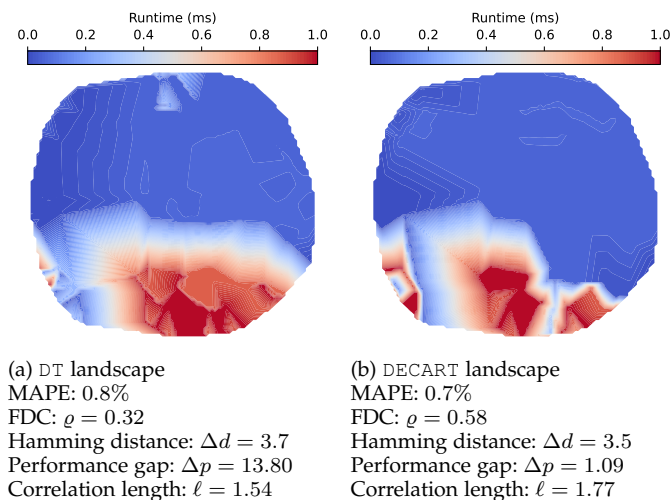 Runtime (ms)
0.0 0.2 0.4 0.6 0.8 1.0
(a) DT landscape
MAPE: 0.8%
FDC: ϱ = 0.32
Hamming distance: Δd = 3.7
Performance gap: Δp = 13.80
Correlation length: ℓ = 1.54
Runtime (ms)
0.0 0.2 0.4 0.6 0.8 1.0
(b) DECART landscape
MAPE: 0.7%
FDC: ϱ = 0.58
Hamming distance: Δd = 3.5
Performance gap: Δp = 1.09
Correlation length: ℓ = 1.77